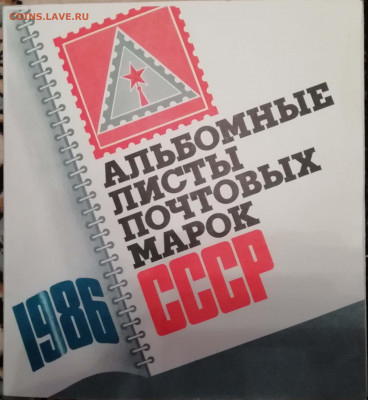 COINS.LAVE.RU
АЛЬБОМНЫЕ
ЛИСТЫ
ПОЧТОВЫХ
МАРОК
1986 СССР